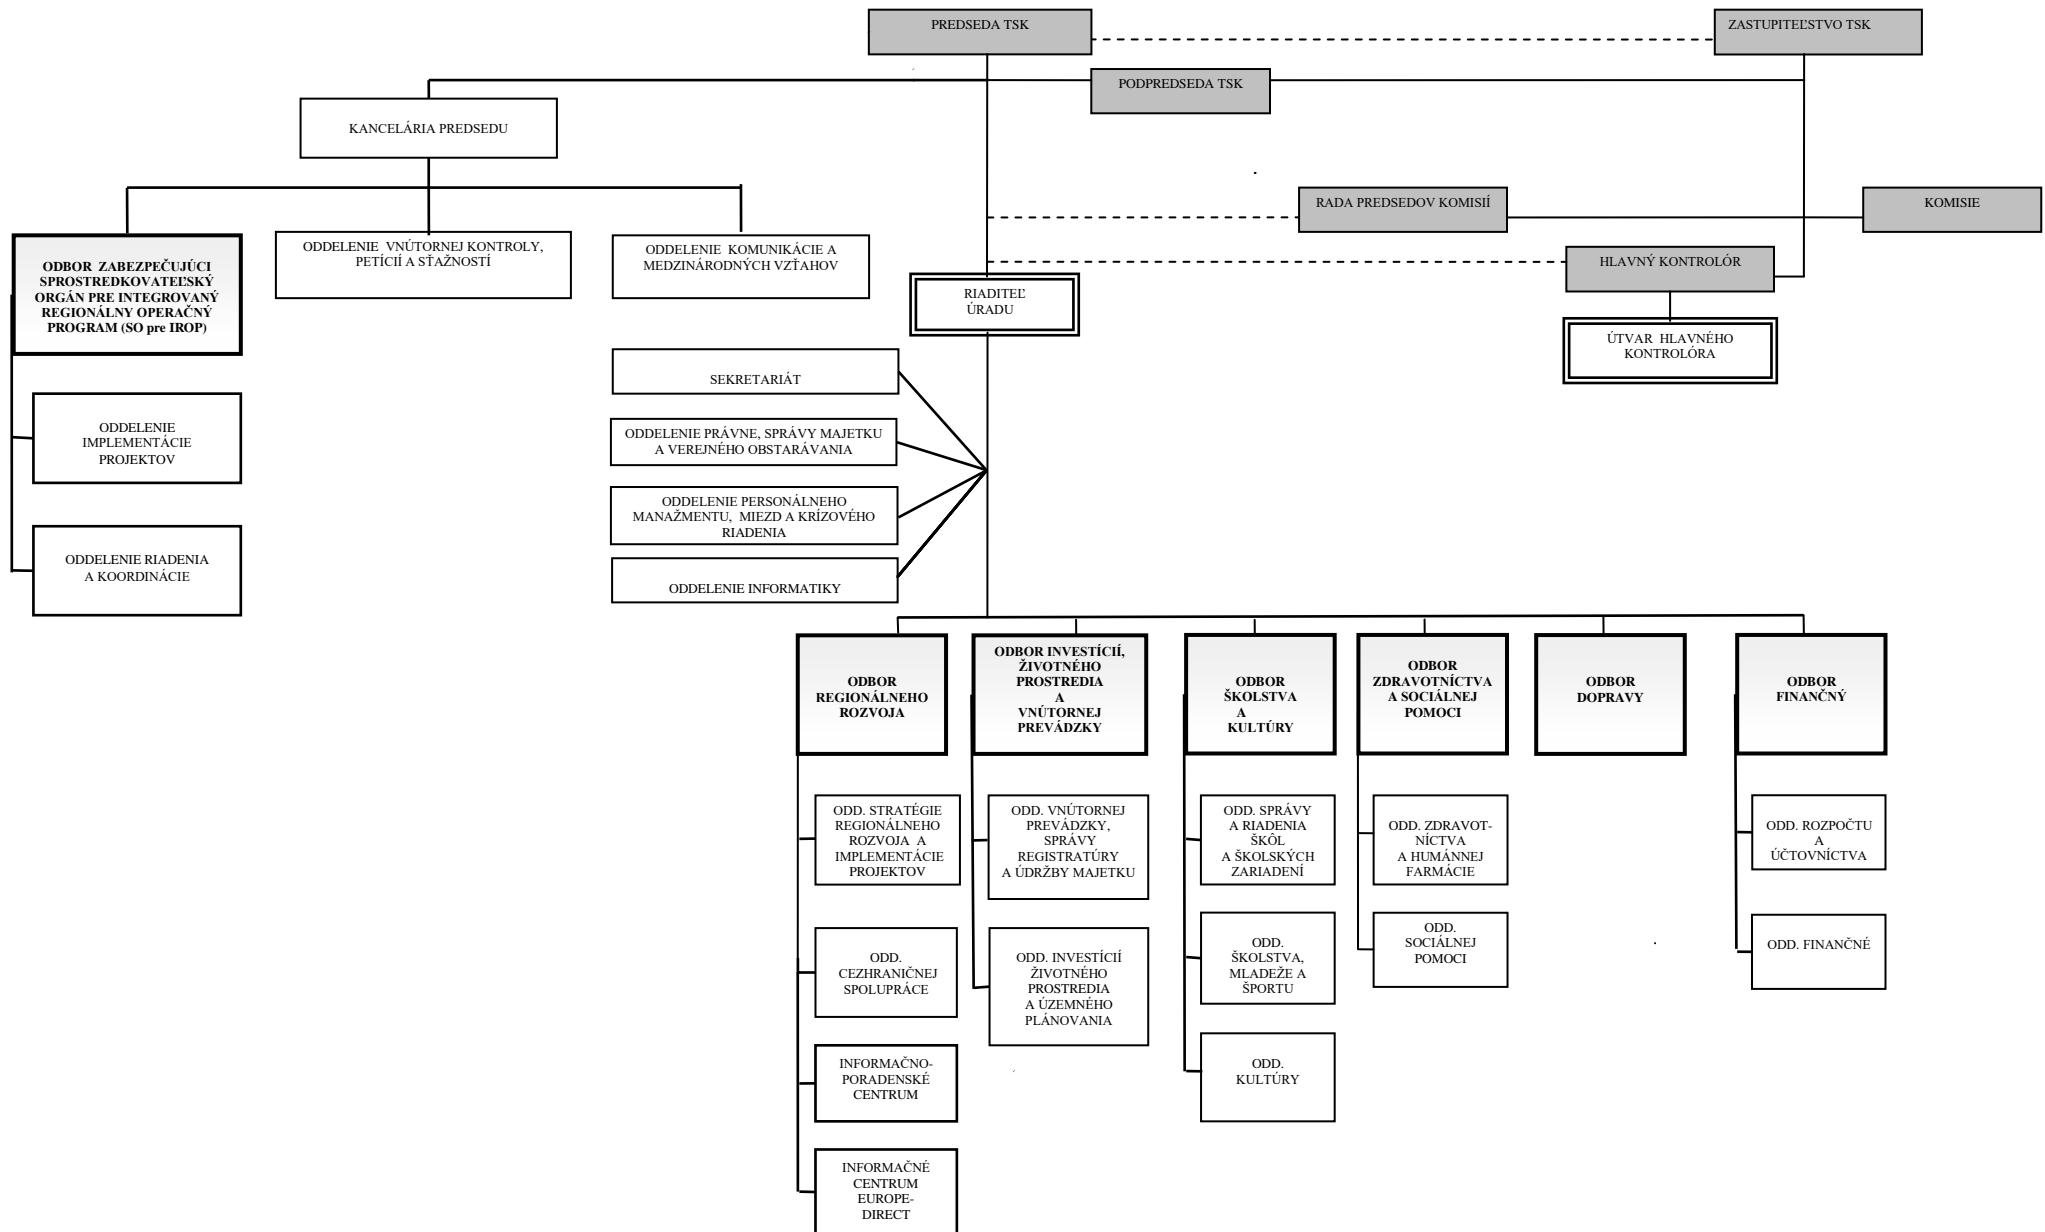 PREDSEDA TSK
ZASTUPITEĽSTVO TSK
PODPREDSEDA TSK
KANCELÁRIA PREDSEDU
RADA PREDSEDOV KOMISIÍ
KOMISIE
ODBOR ZABEZPEČUJÚCI
SPROSTREDKOVATEĽSKÝ
ORGÁN PRE INTEGROVANÝ
REGIONÁLNY OPERAČNÝ
PROGRAM (SO pre IROP)
ODDELENIE VNÚTORNEJ KONTROLY,
PETÍCIÍ A SŤAŽNOSTÍ
ODDELENIE KOMUNIKÁCIE A
MEDZINÁRODNÝCH VZŤAHOV
HLAVNÝ KONTROLÓR
RIADITEĽ
ÚRADU
ÚTVAR HLAVNÉHO
KONTROLÓRA
SEKRETARIÁT
ODDELENIE
IMPLEMENTÁCIE
PROJEKTOV
ODDELENIE PRÁVNE, SPRÁVY MAJETKU
A VEREJNÉHO OBSTARÁVANIA
ODDELENIE PERSONÁLNEHO
MANAŽMENTU, MIEZD A KRÍZOVÉHO
RIADENIA
ODDELENIE RIADENIA
A KOORDINÁCIE
ODDELENIE INFORMATIKY
ODBOR
REGIONÁLNEHO
ROZVOJA
ODBOR INVESTÍCIÍ,
ŽIVOTNÉHO
PROSTREDIA
A
VNÚTORNEJ
PREVÁDZKY
ODBOR
ŠKOLSTVA
A
KULTÚRY
ODBOR
ZDRAVOTNÍCTVA
A SOCIÁLNEJ
POMOCI
ODBOR
DOPRAVY
ODBOR
FINANČNÝ
ODD. STRATÉGIE
REGIONÁLNEHO
ROZVOJA A
IMPLEMENTÁCIE
PROJEKTOV
ODD. VNÚTORNEJ
PREVÁDZKY,
SPRÁVY
REGISTRATÚRY
A ÚDRŽBY MAJETKU
ODD. SPRÁVY
A RIADENIA
ŠKÔL
A ŠKOLSKÝCH
ZARIADENÍ
ODD. ZDRAVOT-
NÍCTVA
A HUMÁNNEJ
FARMÁCIE
ODD. ROZPOČTU
A
ÚČTOVNÍCTVA
ODD.
CEZHRANIČNEJ
SPOLUPRÁCE
ODD. INVESTÍCIÍ
ŽIVOTNÉHO
PROSTREDIA
A ÚZEMNÉHO
PLÁNOVANIA
ODD.
ŠKOLSTVA,
MLADEŽE A
ŠPORTU
ODD.
SOCIÁLNEJ
POMOCI
ODD. FINANČNÉ
INFORMAČNO-
PORADENSKÉ
CENTRUM
ODD.
KULTÚRY
INFORMAČNÉ
CENTRUM
EUROPE-
DIRECT